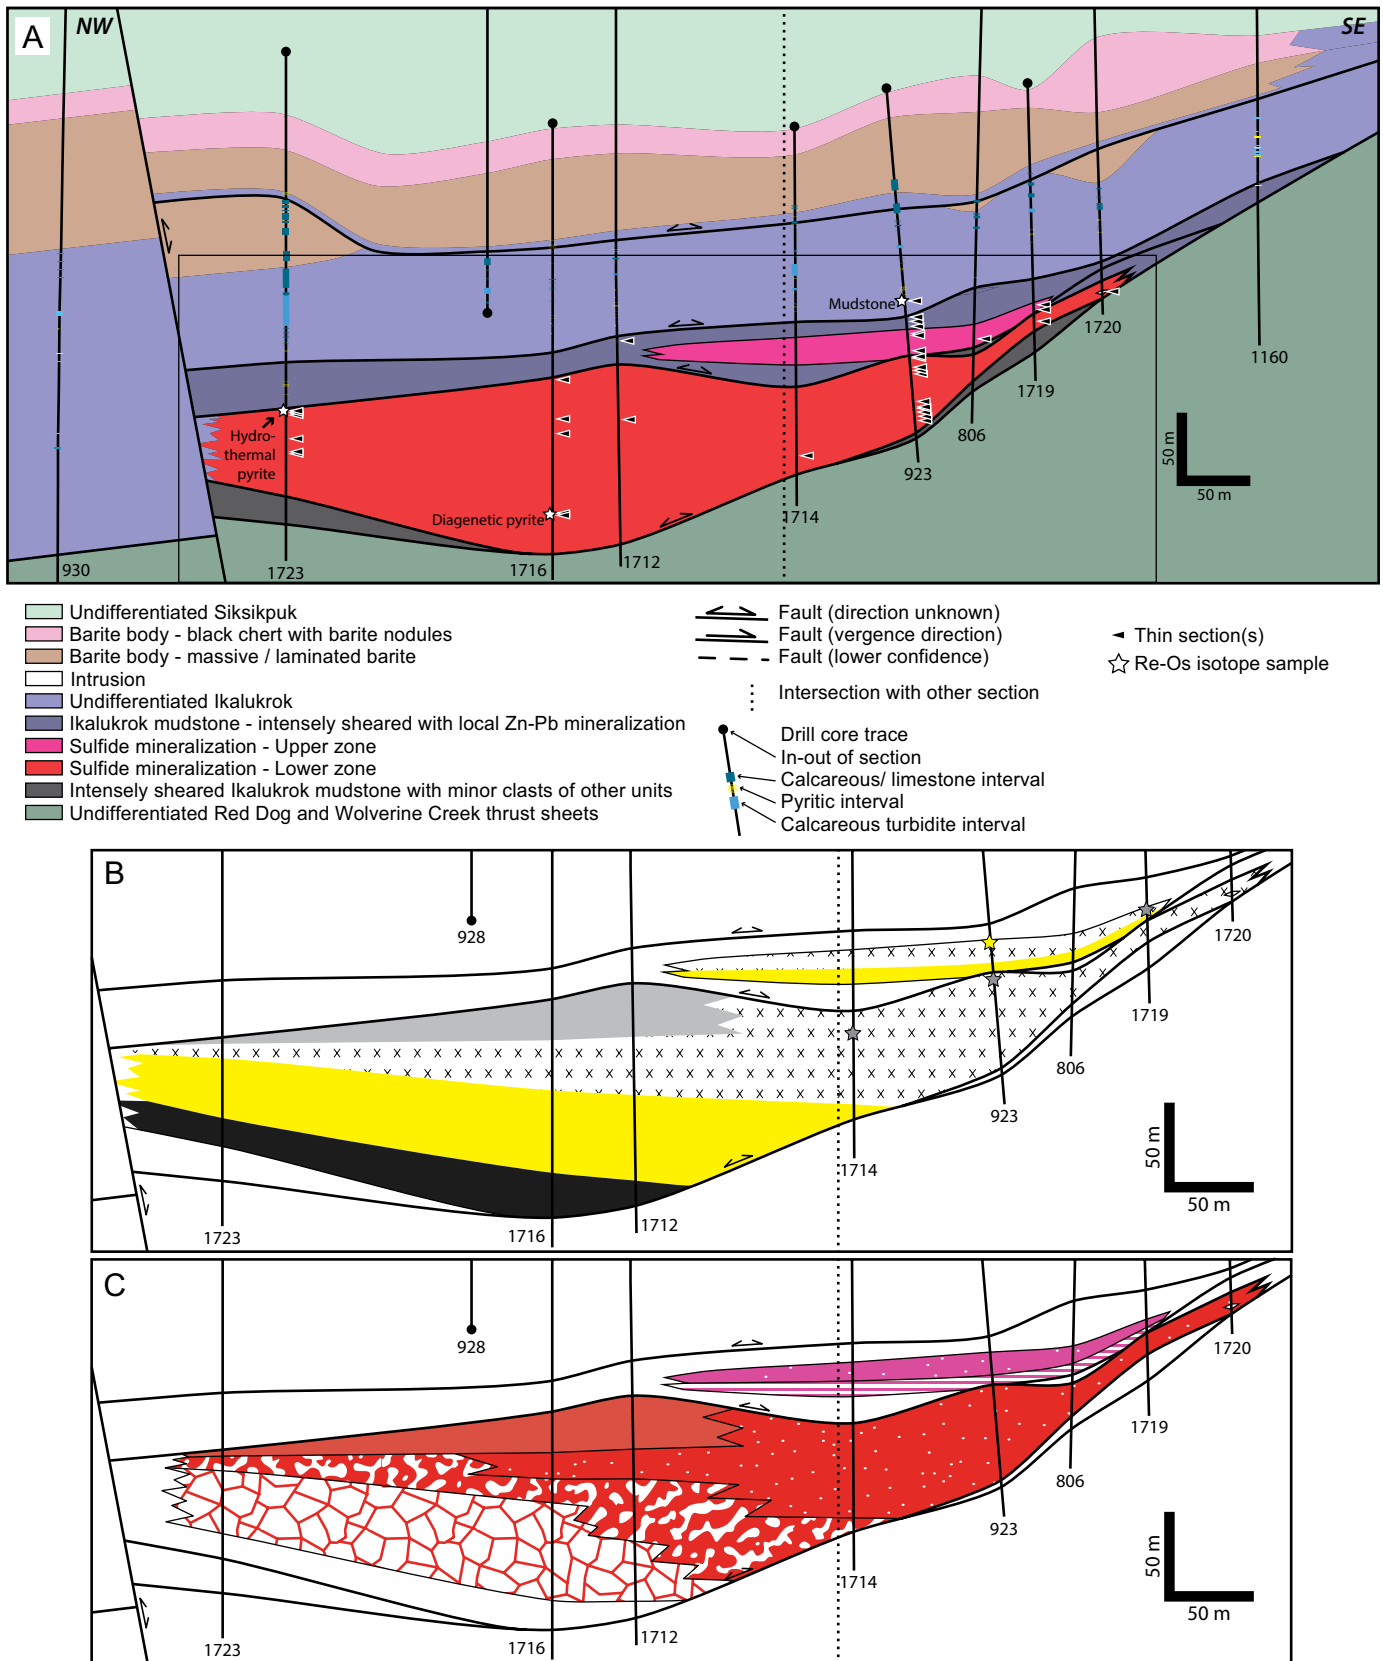 A
NW
SE
Mudstone
Hydro-
thermal
pyrite
Diagenetic pyrite
930
1723
1716
1712
1714
923
806
1719
1720
1160
50 m
50 m
Undifferentiated Siksikpuk
Barite body - black chert with barite nodules
Barite body - massive / laminated barite
Intrusion
Undifferentiated Ikalukrok
Ikalukrok mudstone - intensely sheared with local Zn-Pb mineralization
Sulfide mineralization - Upper zone
Sulfide mineralization - Lower zone
Intensely sheared Ikalukrok mudstone with minor clasts of other units
Undifferentiated Red Dog and Wolverine Creek thrust sheets
Fault (direction unknown)
Fault (vergence direction)
Fault (lower confidence)
Intersection with other section
Drill core trace
In-out of section
Calcareous/ limestone interval
Pyritic interval
Calcareous turbidite interval
Thin section(s)
Re-Os isotope sample
B
928
1723
1716
1712
1714
923
806
1719
1720
50 m
50 m
C
928
1723
1716
1712
1714
923
806
1719
1720
50 m
50 m